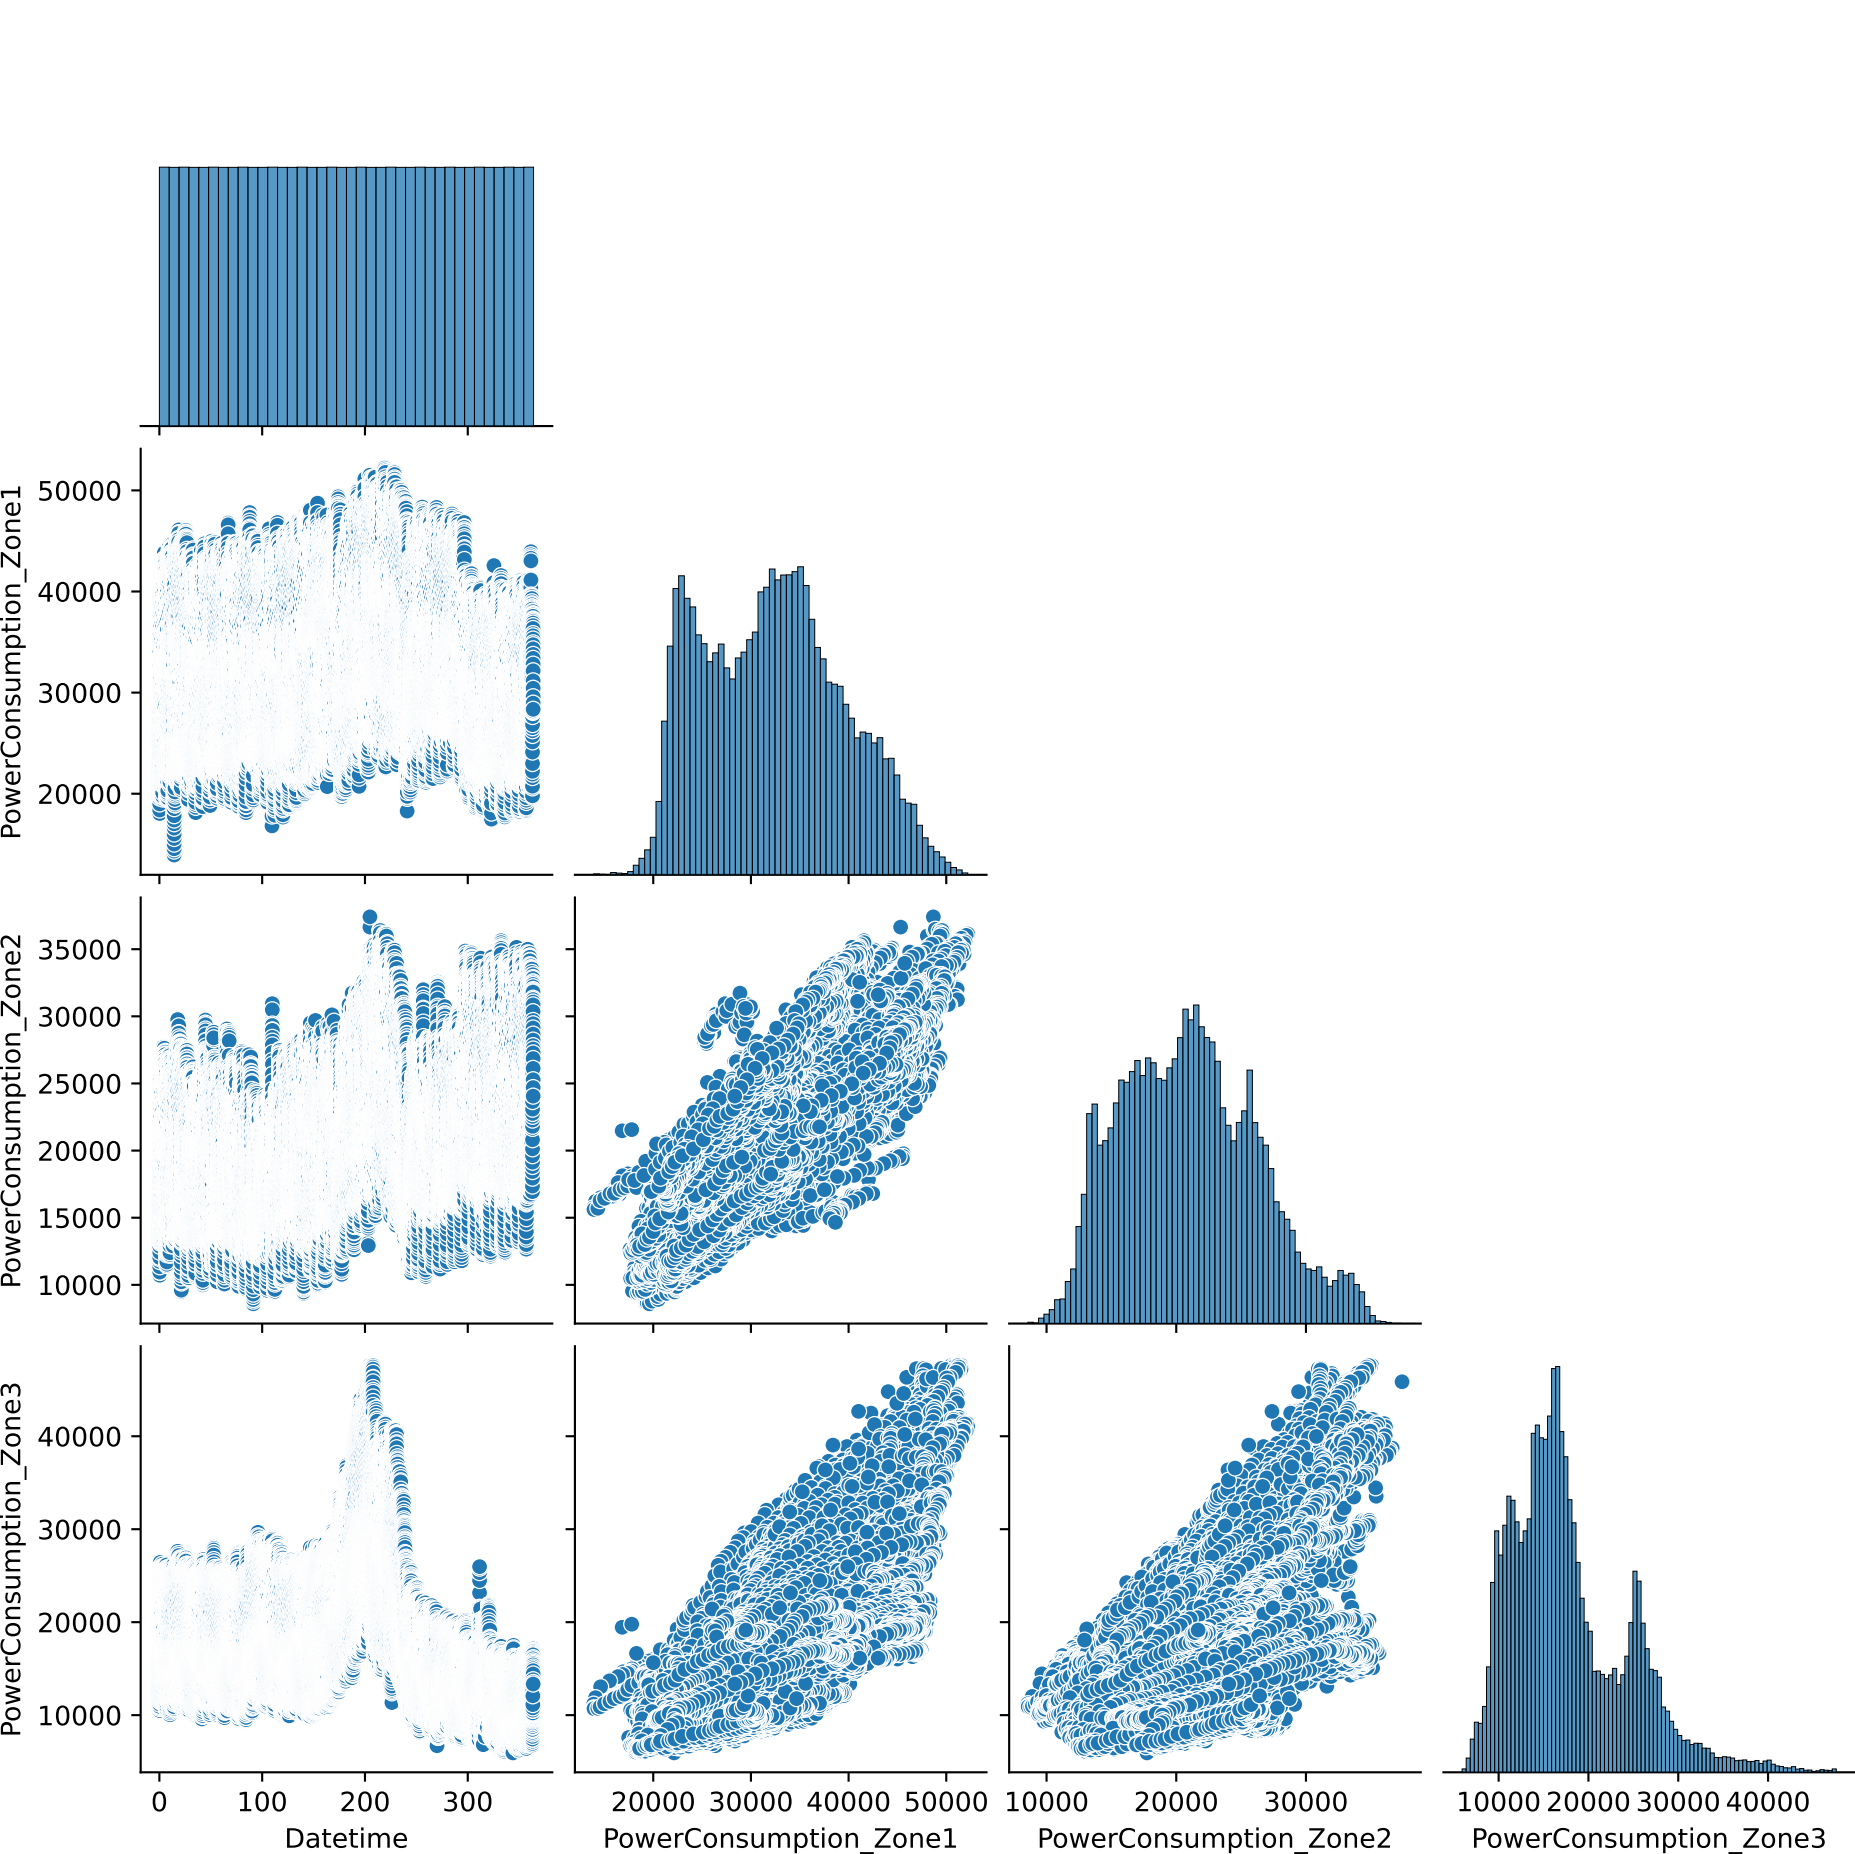 PowerConsumption_Zone1
50000
40000
30000
20000
PowerConsumption_Zone2
35000
30000
25000
20000
15000
10000
PowerConsumption_Zone3
40000
30000
20000
10000
0 100 200 300
20000 30000 40000 50000
10000 20000 30000
10000 20000 30000 40000
Datetime
PowerConsumption_Zone1
PowerConsumption_Zone2
PowerConsumption_Zone3